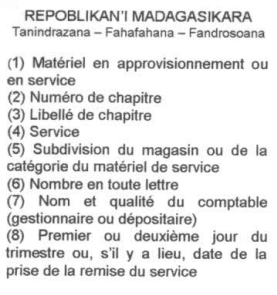 REPOBLIKAN'I MADAGASIKARA
Tanindrazana – Fahafahana – Fandrosoana
(1) Matériel en approvisionnement ou
en service
(2) Numéro de chapitre
(3) Libellé de chapitre
(4) Service
(5) Subdivision du magasin ou de la
catégorie du matériel de service
(6) Nombre en toute lettre
(7) Nom et qualité du comptable
(gestionnaire ou dépositaire)
(8) Premier ou deuxième jour du
trimestre ou, s'il y a lieu, date de la
prise de la remise du service